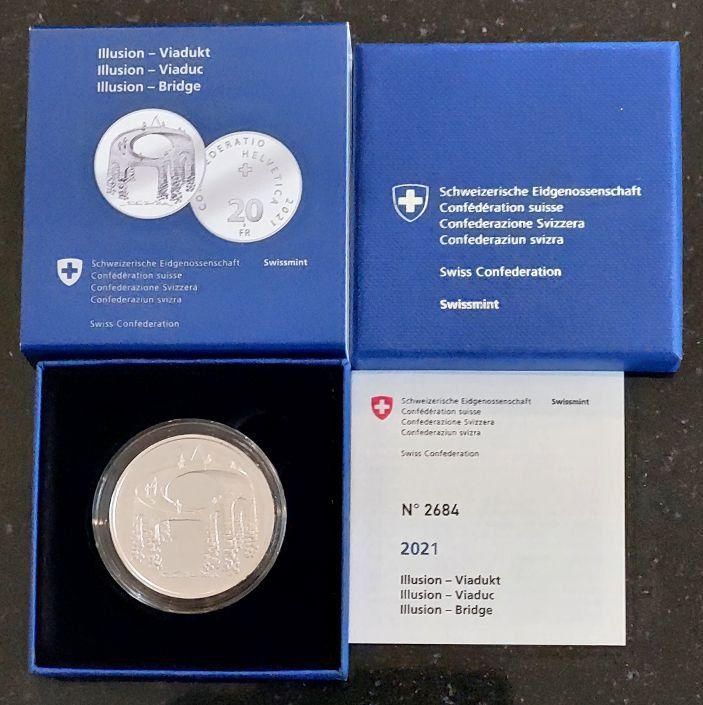 Illusion – Viadukt
Illusion – Viaduc
Illusion – Bridge
CONFŒDERATIO HELVETICA 2021
20
FR
Schweizerische Eidgenossenschaft Swissmint
Confédération suisse
Confederazione Svizzera
Confederaziun svizra
Swiss Confederation
Schweizerische Eidgenossenschaft
Confédération suisse
Confederazione Svizzera
Confederaziun svizra
Swiss Confederation
Swissmint
Schweizerische Eidgenossenschaft Swissmint
Confédération suisse
Confederazione Svizzera
Confederaziun svizra
Swiss Confederation
N° 2684
2021
Illusion – Viadukt
Illusion – Viaduc
Illusion – Bridge